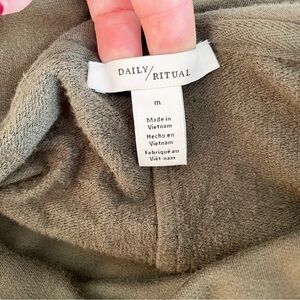 DAILY/RITUAL
m
Made in
Vietnam
Hecho en
Vietnam
Fabriqué au
Viêt-nam